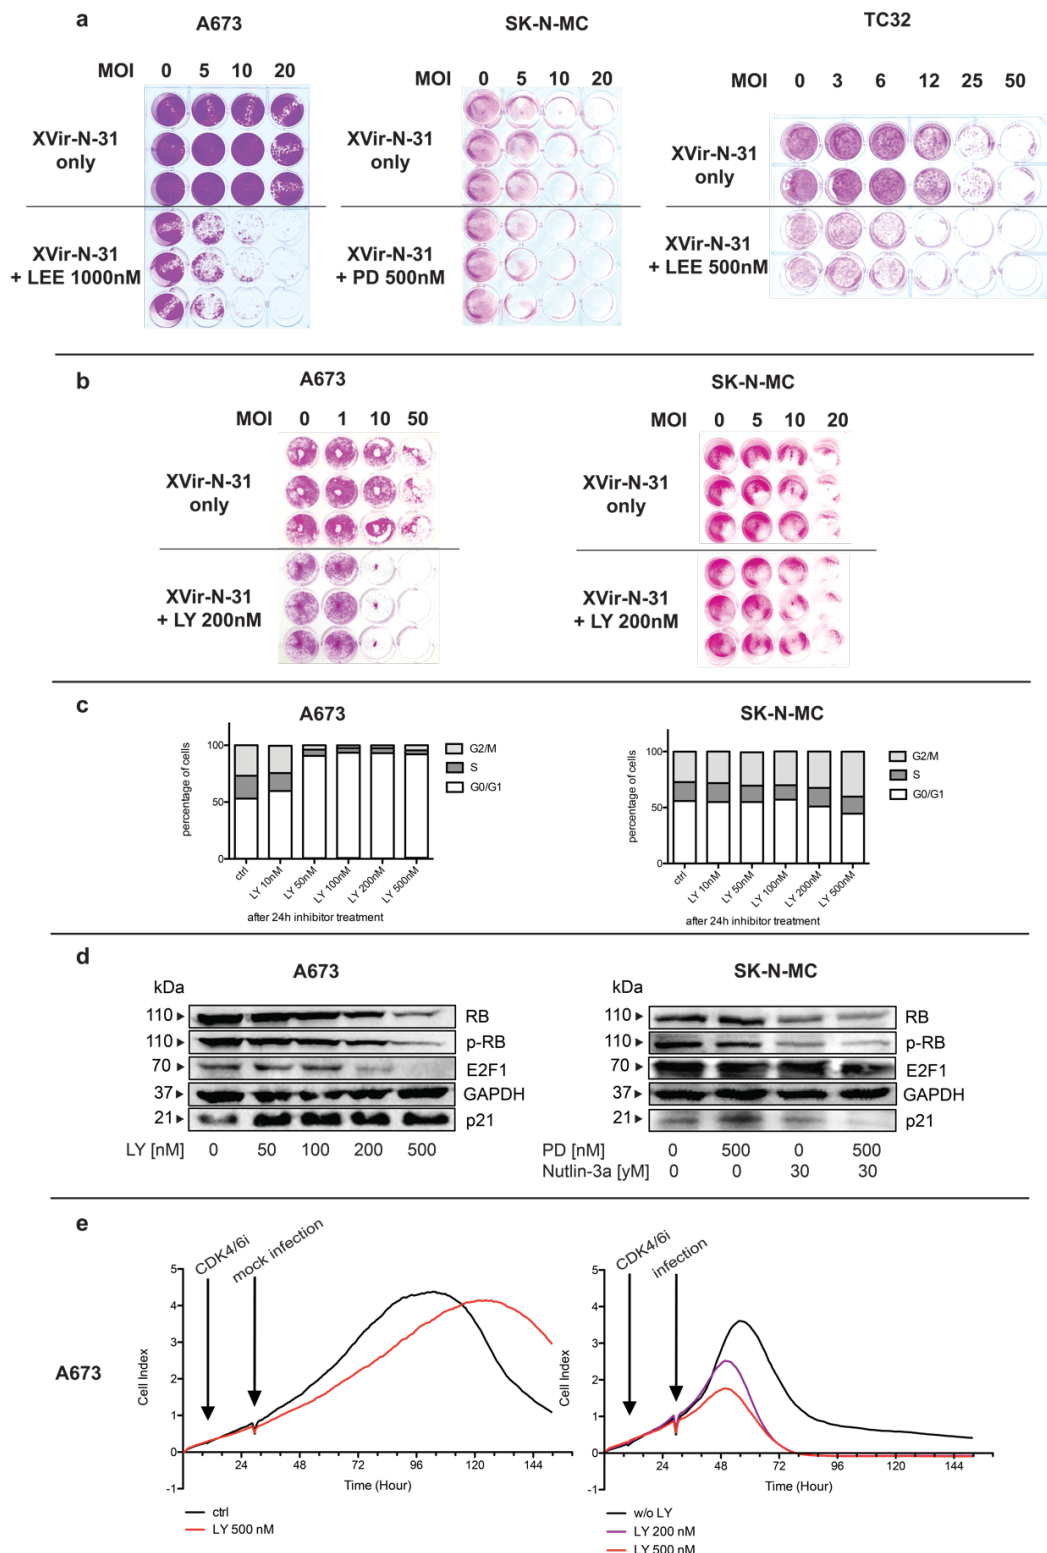 a
A673
SK-N-MC
TC32
MOI 0 5 10 20
0 5 10 20
MOI 0 3 6 12 25 50
XVir-N-31
only
XVir-N-31
only
XVir-N-31
only
XVir-N-31
+ LEE 1000nM
XVir-N-31
+ PD 500nM
XVir-N-31
+ LEE 500nM
b
A673
SK-N-MC
MOI 0 1 10 50
MOI 0 5 10 20
XVir-N-31
only
XVir-N-31
only
XVir-N-31
+ LY 200nM
XVir-N-31
+ LY 200nM
c
A673
SK-N-MC
percentage of cells
100
50
0
G2/M
S
G0/G1
ctrl
LY 10nM
LY 50nM
LY 100nM
LY 200nM
LY 500nM
after 24h inhibitor treatment
percentage of cells
100
50
0
G2/M
S
G0/G1
ctrl
LY 10nM
LY 50nM
LY 100nM
LY 200nM
LY 500nM
after 24h inhibitor treatment
d
A673
SK-N-MC
kDa
110 RB
110 p-RB
70 E2F1
37 GAPDH
21 p21
LY [nM] 0 50 100 200 500
kDa
110 RB
110 p-RB
70 E2F1
37 GAPDH
21 p21
PD [nM] 0 500 0 500
Nutlin-3a [yM] 0 0 30 30
e
A673
CDK4/6i
mock infection
Cell Index
5
4
3
2
1
0
-1
24 48 72 96 120 144
Time (Hour)
ctrl
LY 500 nM
CDK4/6i
infection
Cell Index
5
4
3
2
1
0
-1
24 48 72 96 120 144
Time (Hour)
w/o LY
LY 200 nM
LY 500 nM